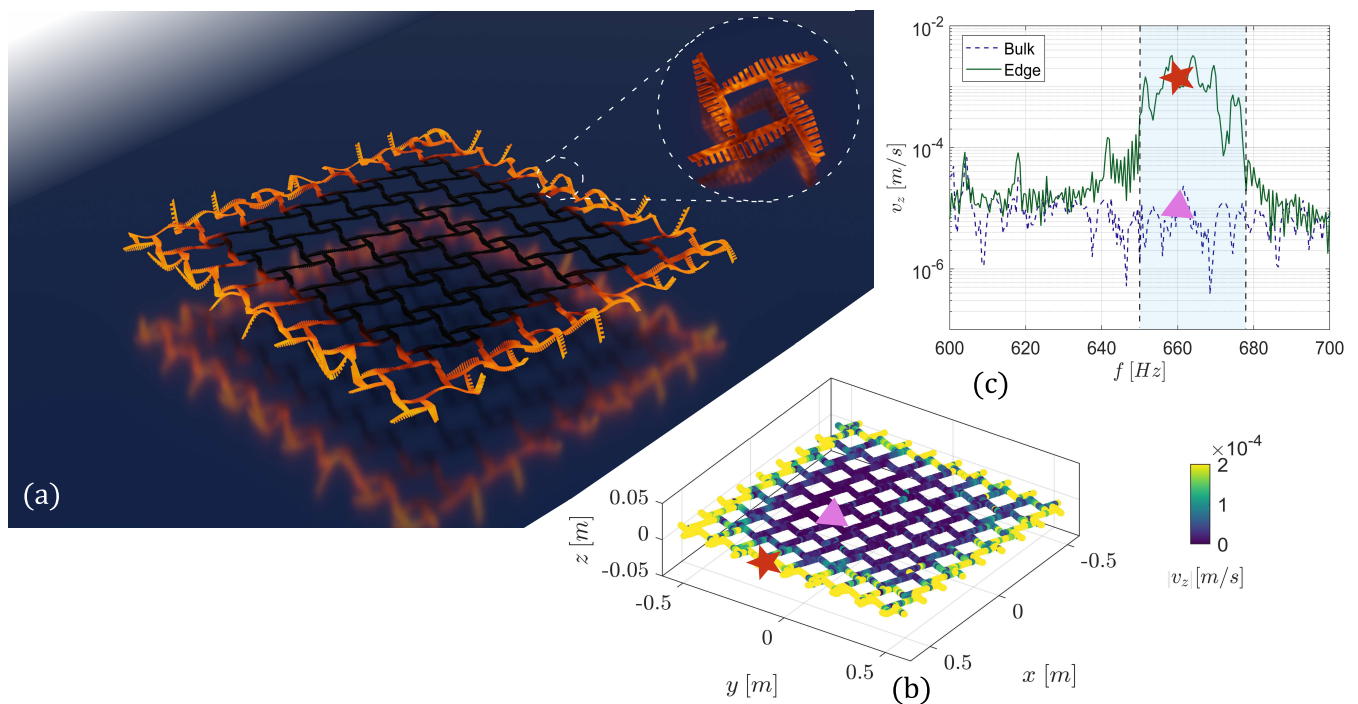 (a)
10^{-2}
10^{-4}
10^{-6}
v_z [m/s]
Bulk
Edge
600
620
640
660
680
700
f [Hz]
(c)
0.05
0
-0.05
z [m]
-0.5
0
0.5
y [m]
-0.5
0
0.5
x [m]
(b)
×10^{-4}
2
1
0
|v_z| [m/s]